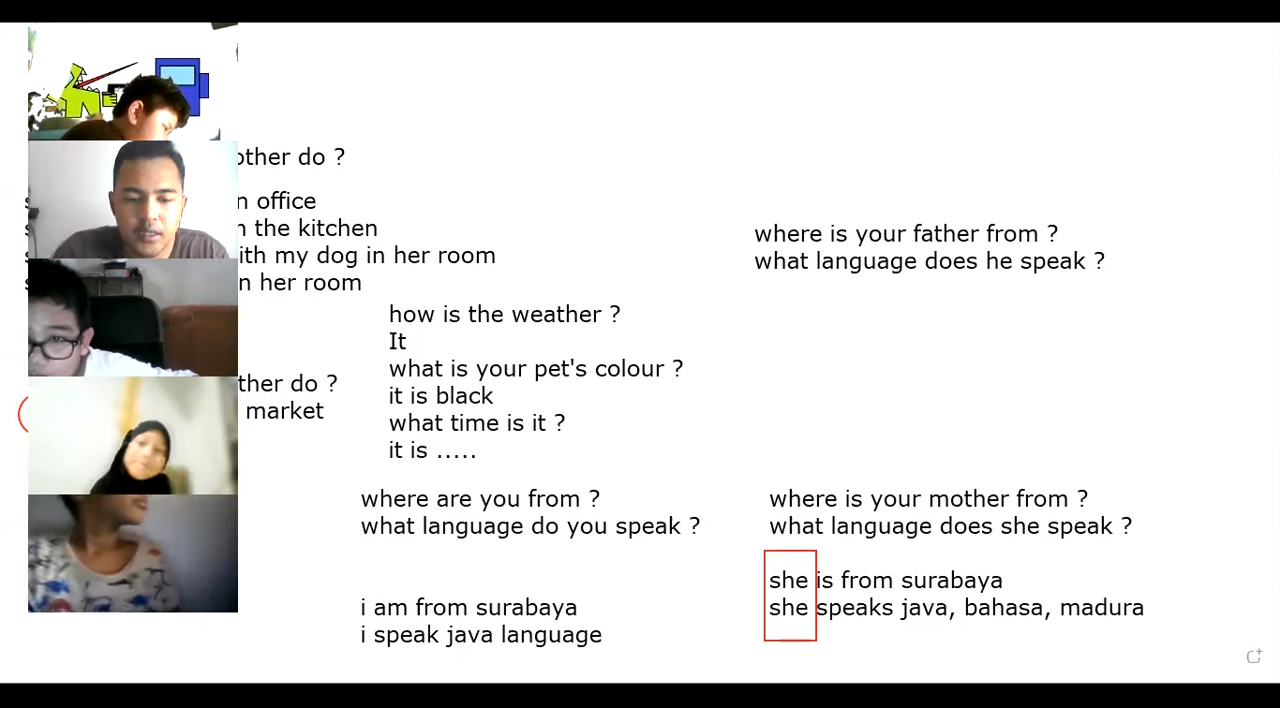 other do ?
n office
the kitchen
ith my dog in her room
n her room
ther do ?
market
how is the weather ?
It
what is your pet's colour ?
it is black
what time is it ?
it is .....
where is your father from ?
what language does he speak ?
where are you from ?
what language do you speak ?
i am from surabaya
i speak java language
where is your mother from ?
what language does she speak ?
she is from surabaya
she speaks java, bahasa, madura